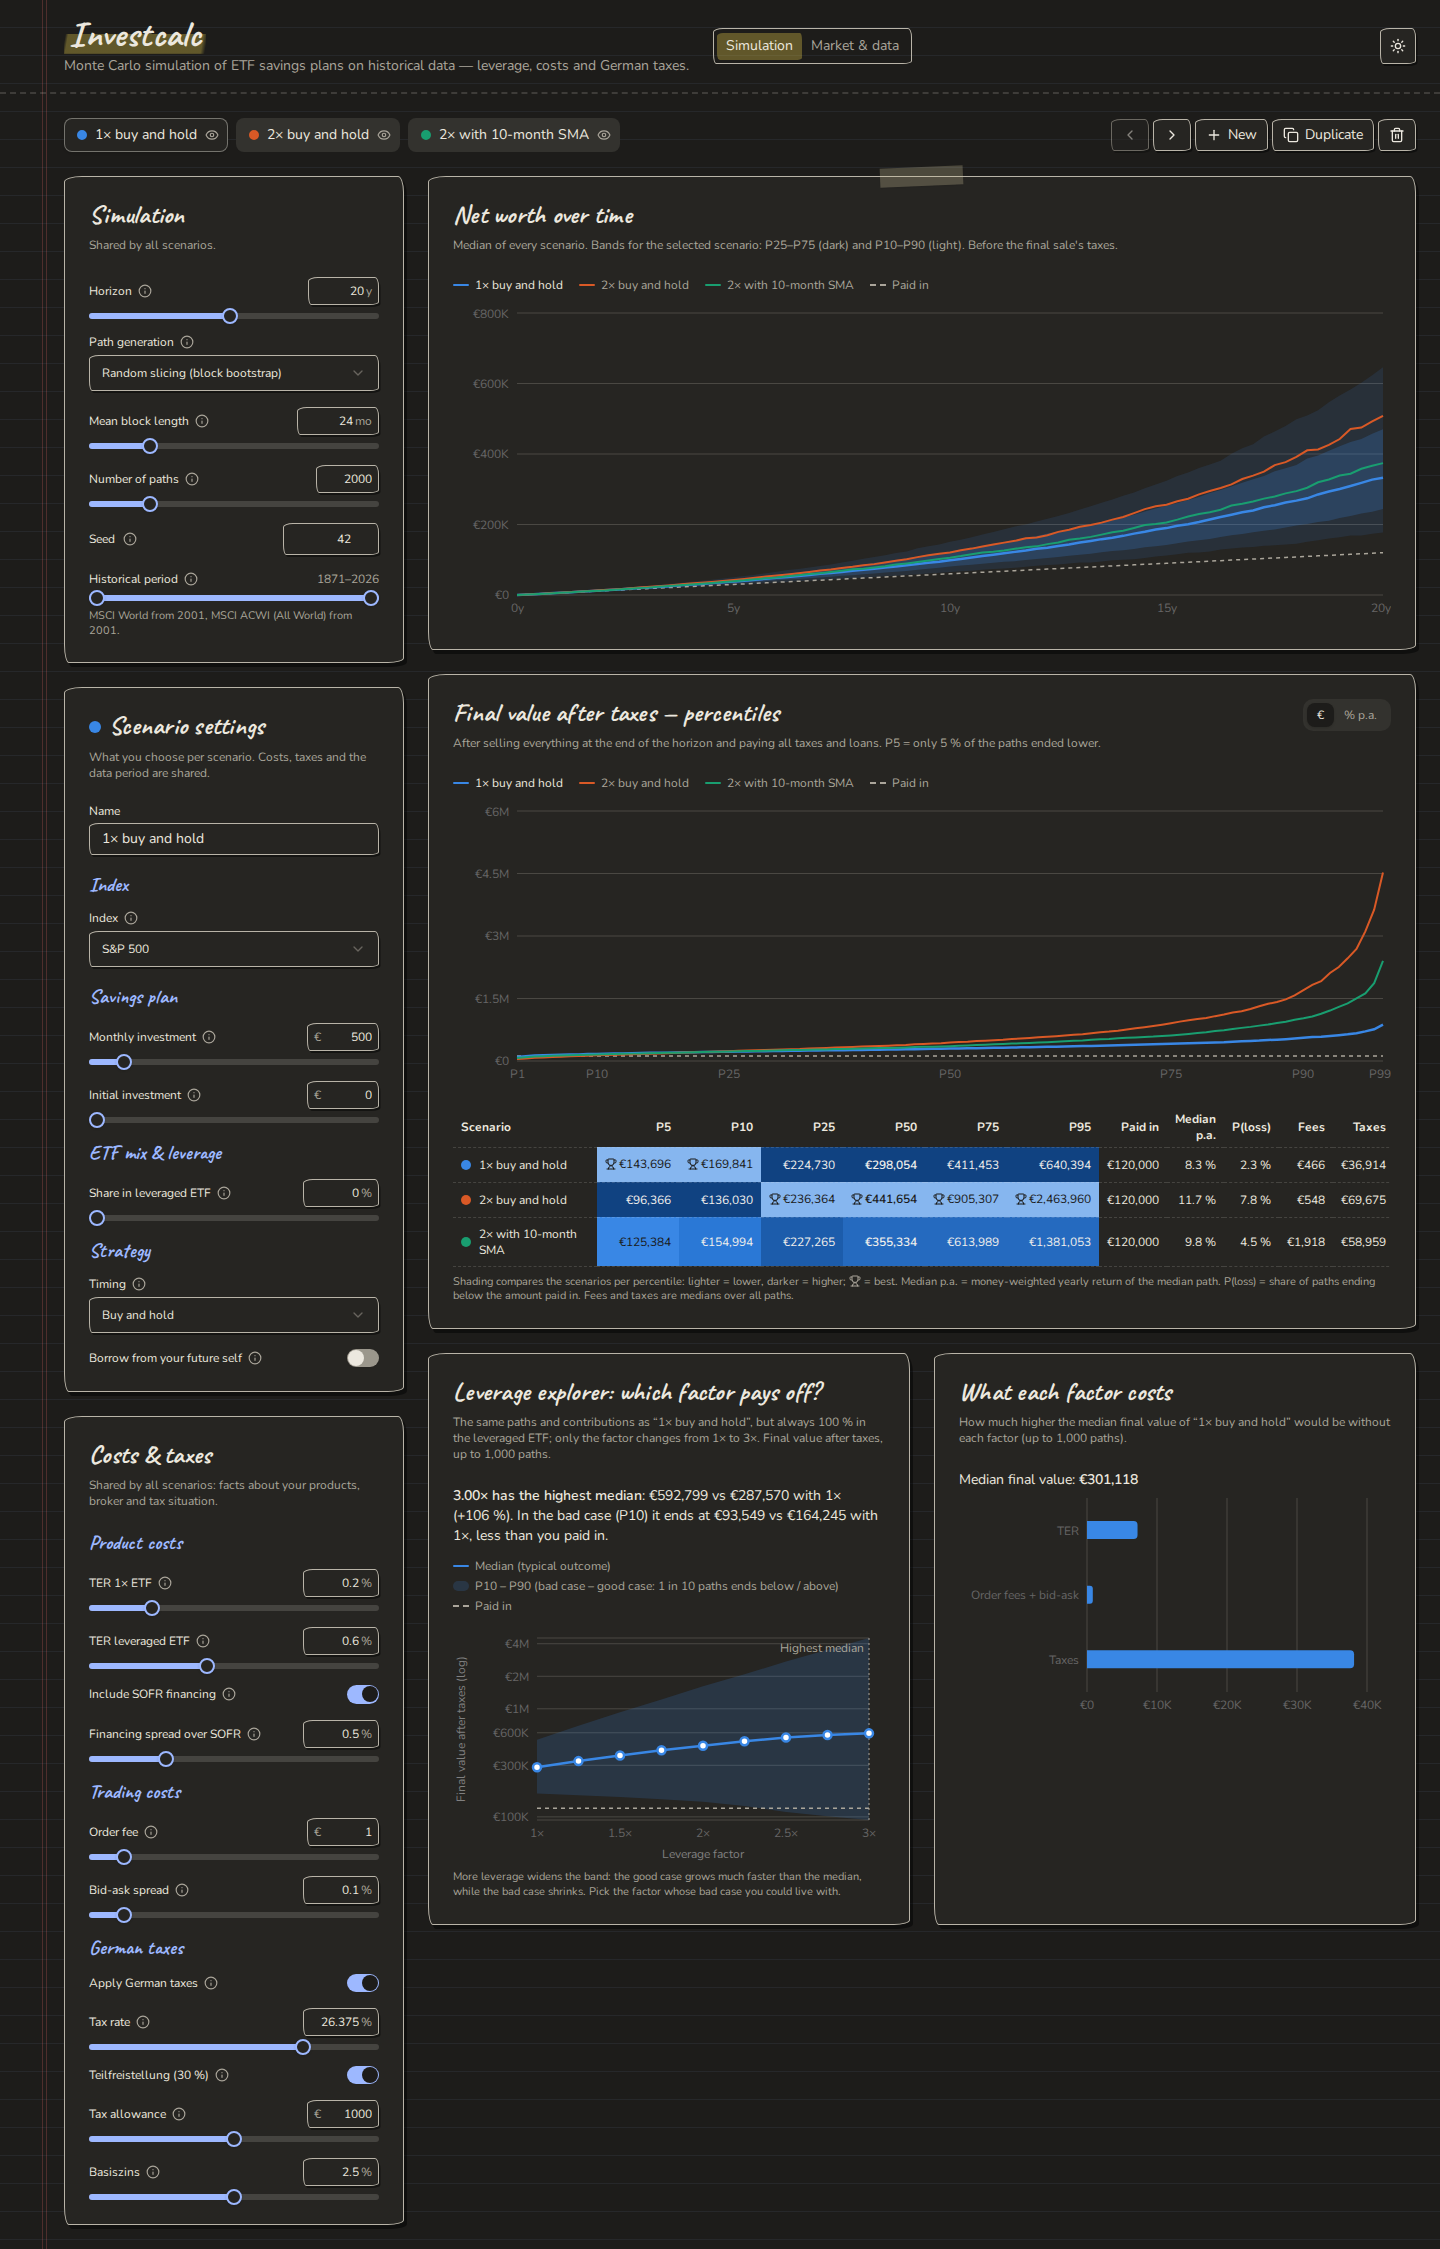 Investcalc
Monte Carlo simulation of ETF savings plans on historical data — leverage, costs and German taxes.
Simulation Market & data
1× buy and hold
2× buy and hold
2× with 10-month SMA
New
Duplicate
Simulation
Shared by all scenarios.
Horizon
20 y
Path generation
Random slicing (block bootstrap)
Mean block length
24 mo
Number of paths
2000
Seed
42
Historical period
1871–2026
MSCI World from 2001, MSCI ACWI (All World) from
2001.
Scenario settings
What you choose per scenario. Costs, taxes and the
data period are shared.
Name
1× buy and hold
Index
Index
S&P 500
Savings plan
Monthly investment
€ 500
Initial investment
€ 0
ETF mix & leverage
Share in leveraged ETF
0 %
Strategy
Timing
Buy and hold
Borrow from your future self
Costs & taxes
Shared by all scenarios: facts about your products,
broker and tax situation.
Product costs
TER 1× ETF
0.2 %
TER leveraged ETF
0.6 %
Include SOFR financing
Financing spread over SOFR
0.5 %
Trading costs
Order fee
€ 1
Bid-ask spread
0.1 %
German taxes
Apply German taxes
Tax rate
26.375 %
Teilfreistellung (30 %)
Tax allowance
€ 1000
Basiszins
2.5 %
Net worth over time
Median of every scenario. Bands for the selected scenario: P25–P75 (dark) and P10–P90 (light). Before the final sale's taxes.
1× buy and hold 2× buy and hold 2× with 10-month SMA Paid in
€800K
€600K
€400K
€200K
€0
0y 5y 10y 15y 20y
Final value after taxes — percentiles
€ % p.a.
After selling everything at the end of the horizon and paying all taxes and loans. P5 = only 5 % of the paths ended lower.
1× buy and hold 2× buy and hold 2× with 10-month SMA Paid in
€6M
€4.5M
€3M
€1.5M
€0
P1 P10 P25 P50 P75 P90 P99
Scenario P5 P10 P25 P50 P75 P95 Paid in Median p.a. P(loss) Fees Taxes
1× buy and hold €143,696 €169,841 €224,730 €298,054 €411,453 €640,394 €120,000 8.3 % 2.3 % €466 €36,914
2× buy and hold €96,366 €136,030 €236,364 €441,654 €905,307 €2,463,960 €120,000 11.7 % 7.8 % €548 €69,675
2× with 10-month SMA €125,384 €154,994 €227,265 €355,334 €613,989 €1,381,053 €120,000 9.8 % 4.5 % €1,918 €58,959
Shading compares the scenarios per percentile: lighter = lower, darker = higher; = best. Median p.a. = money-weighted yearly return of the median path. P(loss) = share of paths ending
below the amount paid in. Fees and taxes are medians over all paths.
Leverage explorer: which factor pays off?
The same paths and contributions as “1× buy and hold”, but always 100 % in
the leveraged ETF; only the factor changes from 1× to 3×. Final value after taxes,
up to 1,000 paths.
3.00× has the highest median: €592,799 vs €287,570 with 1×
(+106 %). In the bad case (P10) it ends at €93,549 vs €164,245 with
1×, less than you paid in.
Median (typical outcome)
P10 – P90 (bad case – good case: 1 in 10 paths ends below / above)
Paid in
Final value after taxes (log)
Highest median
€4M
€2M
€1M
€600K
€300K
€100K
1× 1.5× 2× 2.5× 3×
Leverage factor
More leverage widens the band: the good case grows much faster than the median,
while the bad case shrinks. Pick the factor whose bad case you could live with.
What each factor costs
How much higher the median final value of “1× buy and hold” would be without
each factor (up to 1,000 paths).
Median final value: €301,118
TER
Order fees + bid-ask
Taxes
€0 €10K €20K €30K €40K